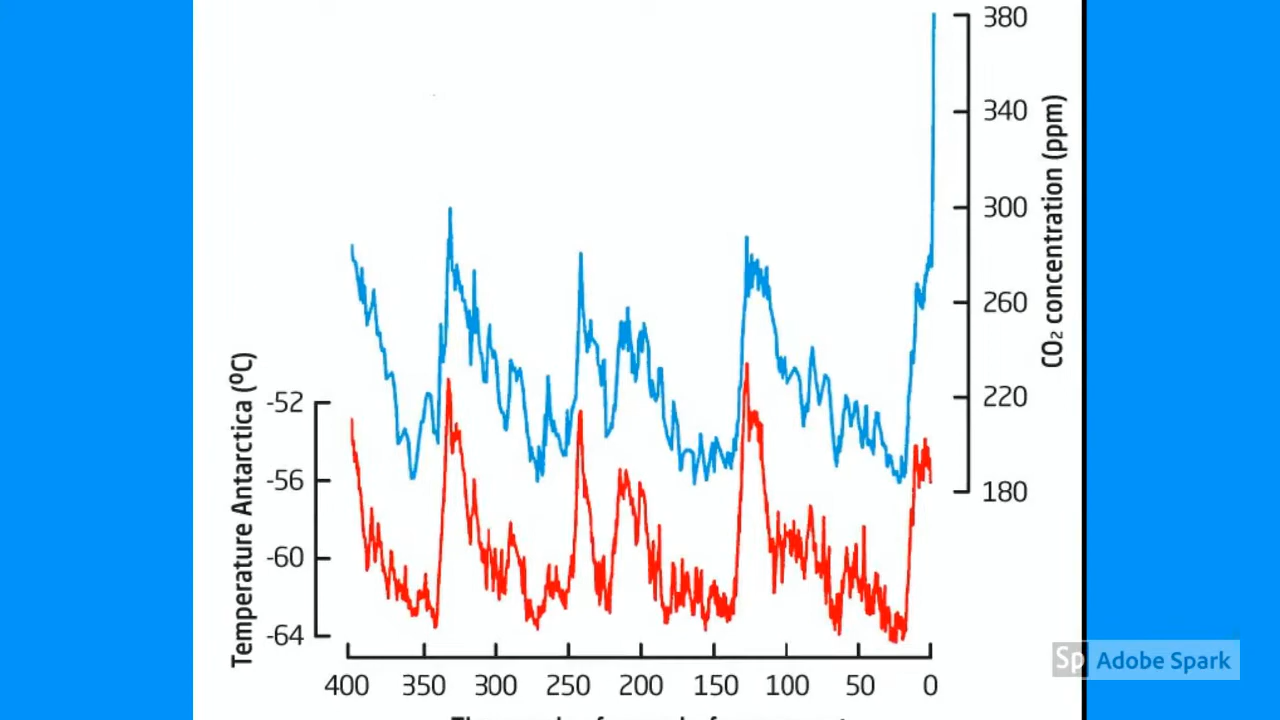 380
340
300
260
220
180
CO₂ concentration (ppm)
Temperature Antarctica (ºC)
-52
-56
-60
-64
400 350 300 250 200 150 100 50 0
Sp Adobe Spark